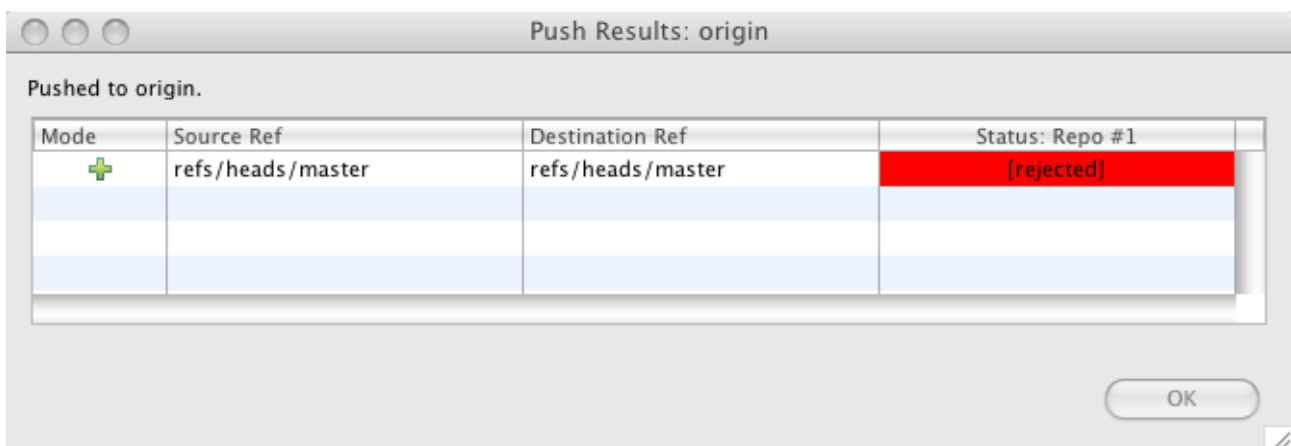 Push Results: origin
Pushed to origin.
Mode Source Ref Destination Ref Status: Repo #1
refs/heads/master refs/heads/master [rejected]
OK